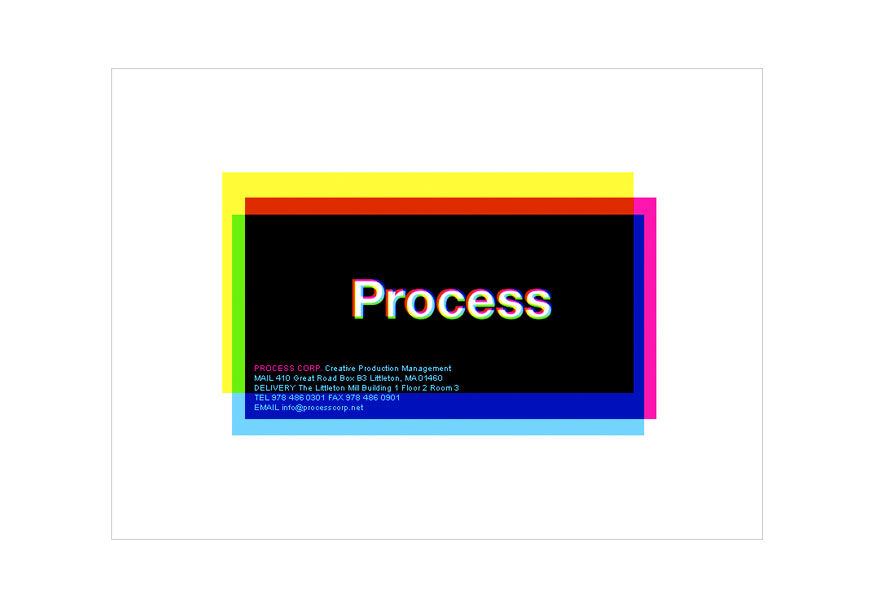 Process
PROCESS CORP. Creative Production Management
MAIL 410 Great Road Box B3 Littleton, MA 01460
DELIVERY The Littleton Mill Building 1 Floor 2 Room 3
TEL 978 486 0301 FAX 978 486 0901
EMAIL info@processcorp.net